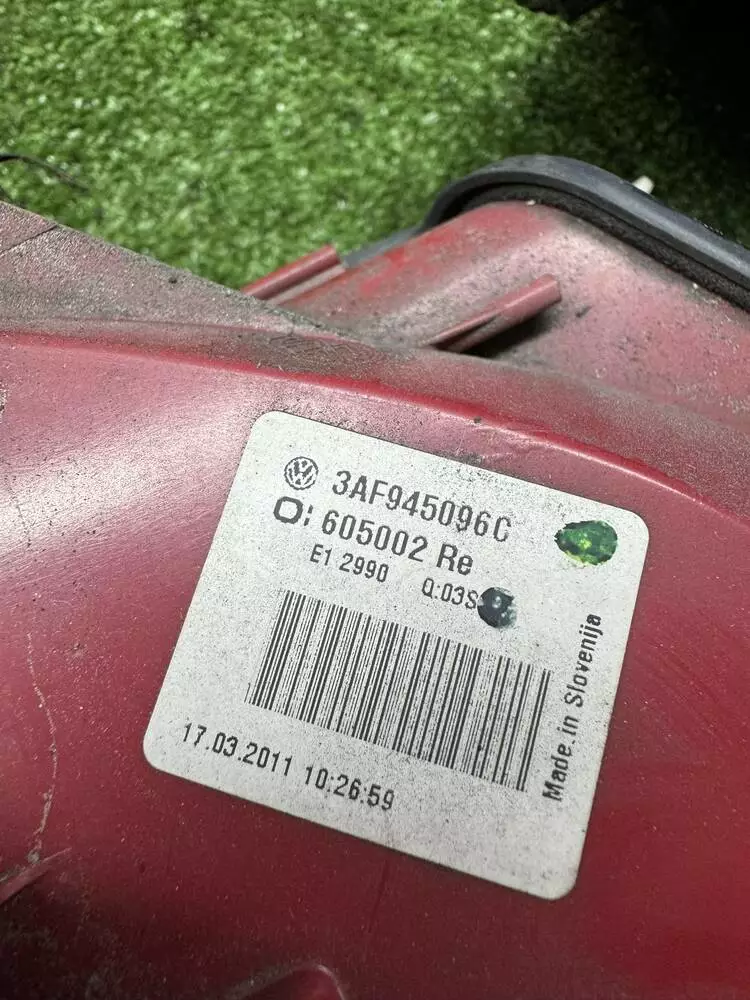 3AF945096C
O: 605002 Re
E1 2990 Q:03S
Made.in Slovenija
17.03.2011 10:26:59